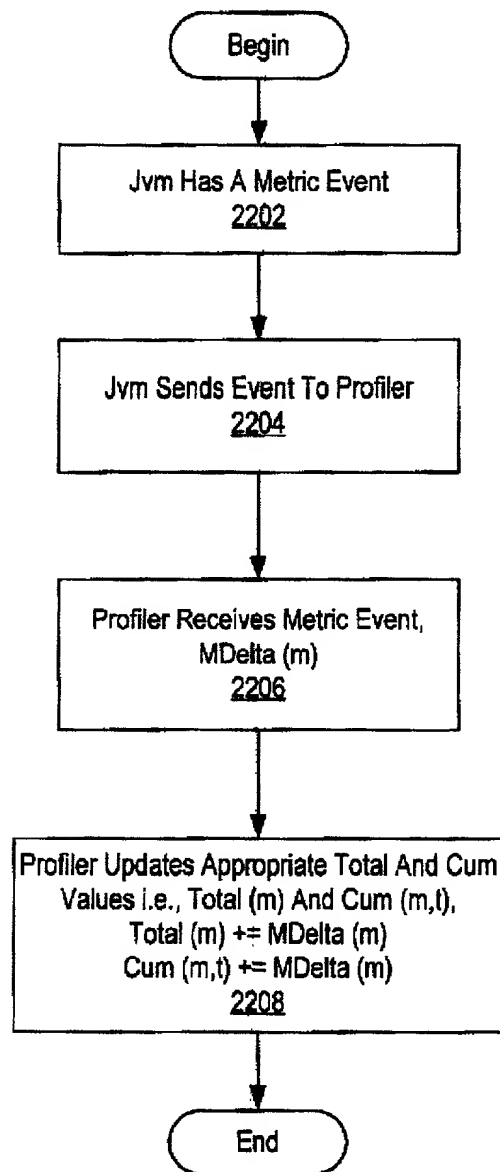 Begin
Jvm Has A Metric Event
2202
Jvm Sends Event To Profiler
2204
Profiler Receives Metric Event,
MDelta (m)
2206
Profiler Updates Appropriate Total And Cum
Values i.e., Total (m) And Cum (m,t),
Total (m) += MDelta (m)
Cum (m,t) += MDelta (m)
2208
End